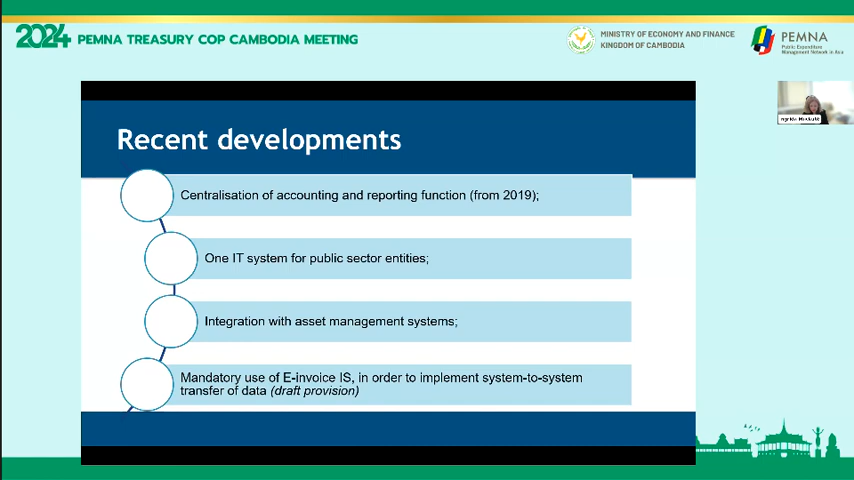 2024 PEMNA TREASURY COP CAMBODIA MEETING
MINISTRY OF ECONOMY AND FINANCE
KINGDOM OF CAMBODIA
PEMNA
Public Expenditure
Management Network in Asia
Recent developments
Centralisation of accounting and reporting function (from 2019);
One IT system for public sector entities;
Integration with asset management systems;
Mandatory use of E-invoice IS, in order to implement system-to-system
transfer of data (draft provision)